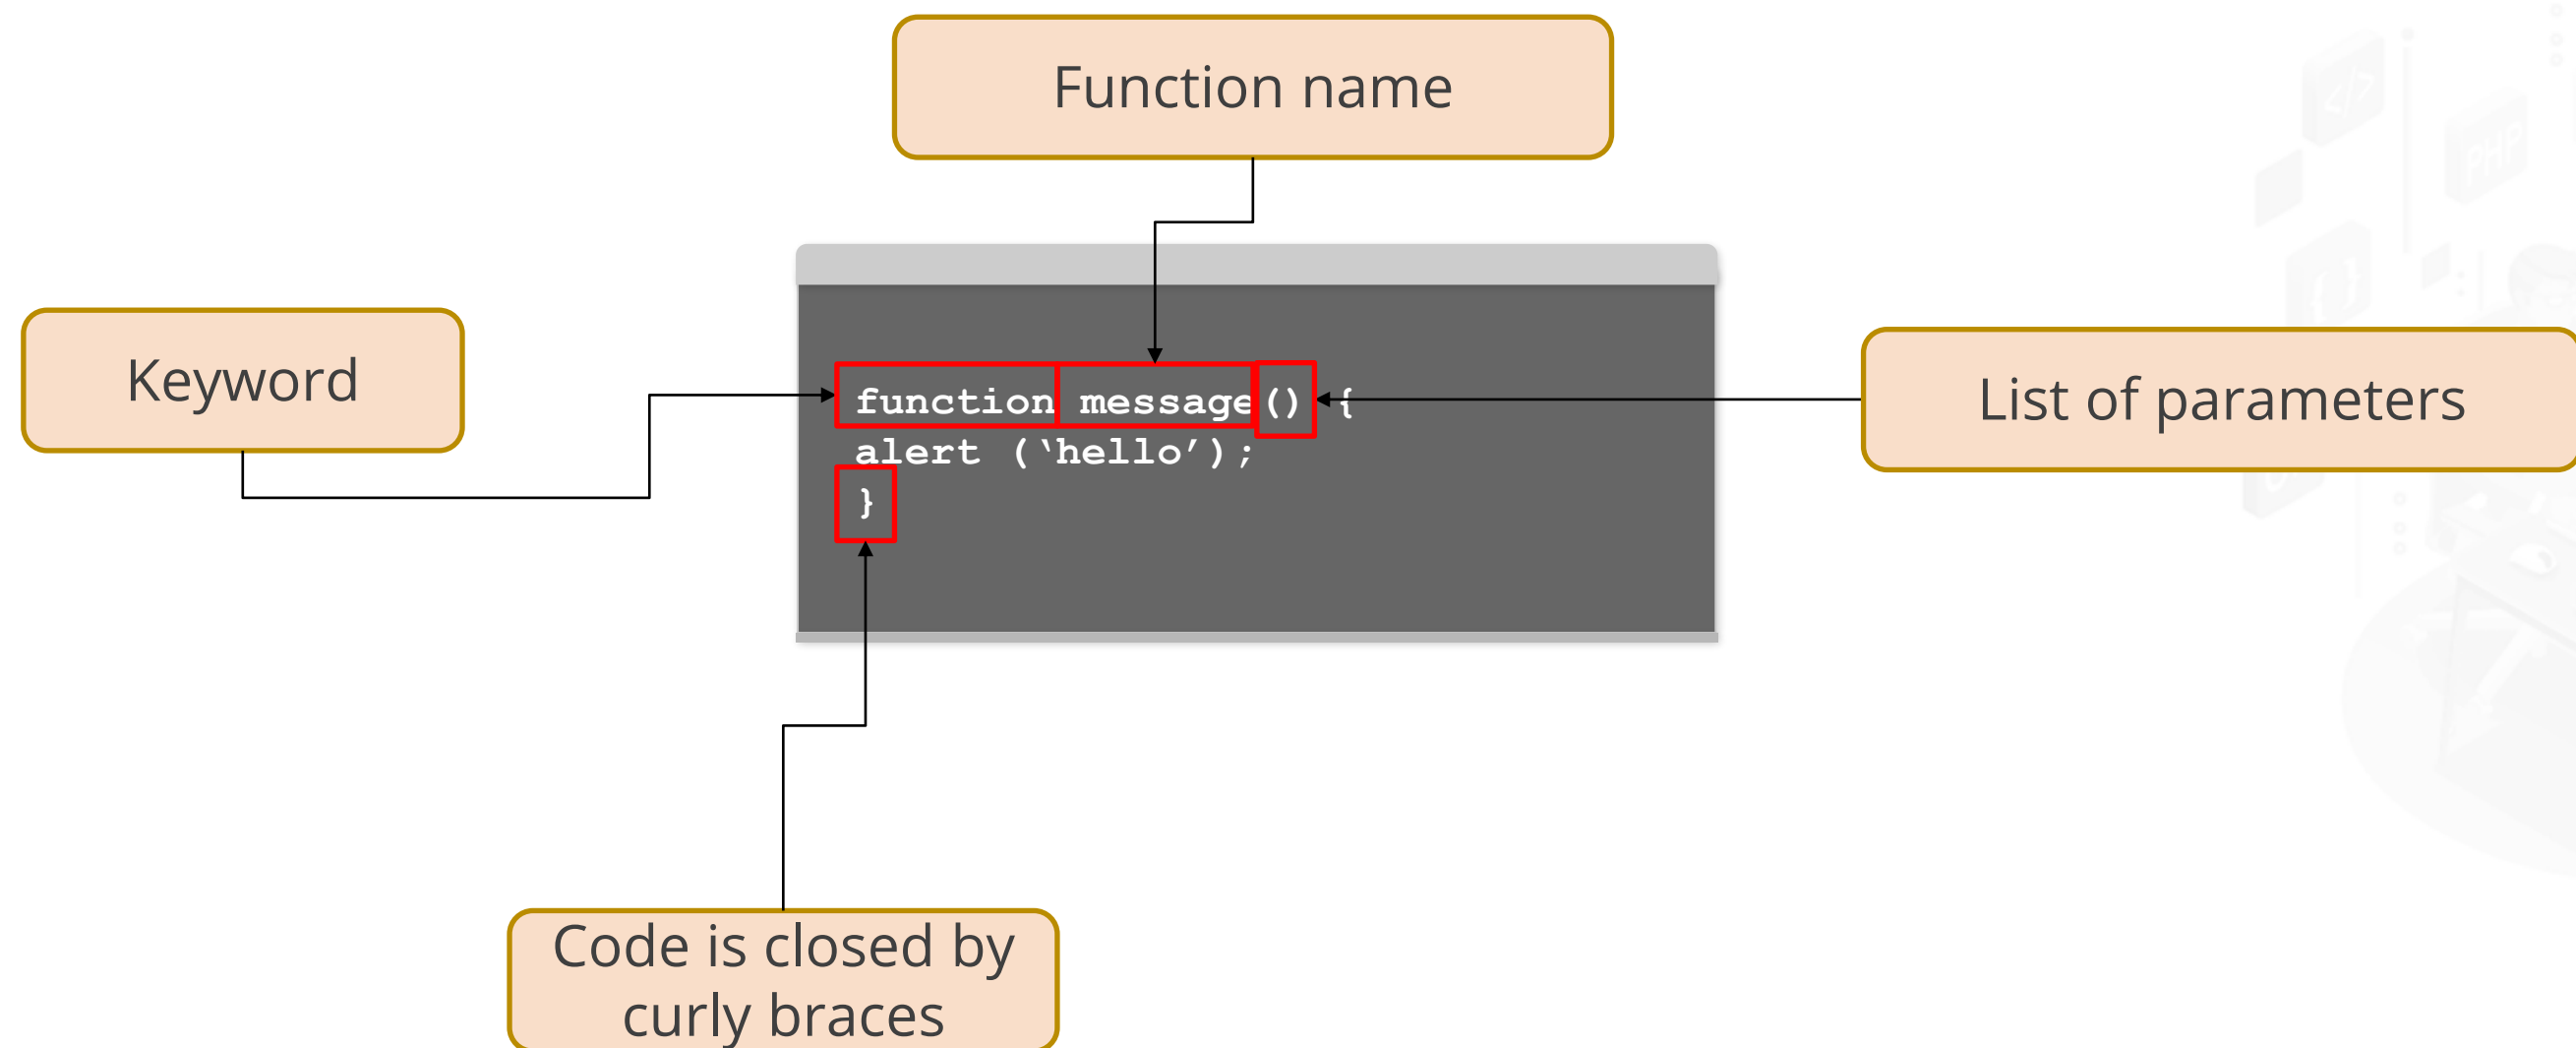 Function name
Keyword
function message() {
alert (‘hello’);
}
List of parameters
Code is closed by
curly braces